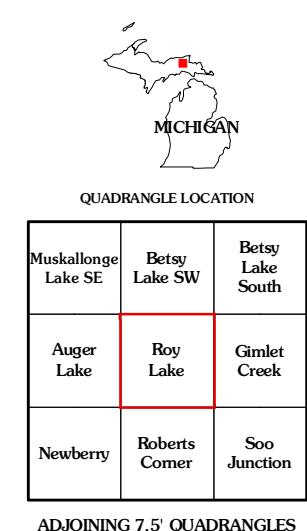 MICHIGAN
QUADRANGLE LOCATION
Muskallonge
Lake SE
Betsy
Lake SW
Betsy
Lake
South
Auger
Lake
Roy
Lake
Gimlet
Creek
Newberry
Roberts
Corner
Soo
Junction
ADJOINING 7.5' QUADRANGLES